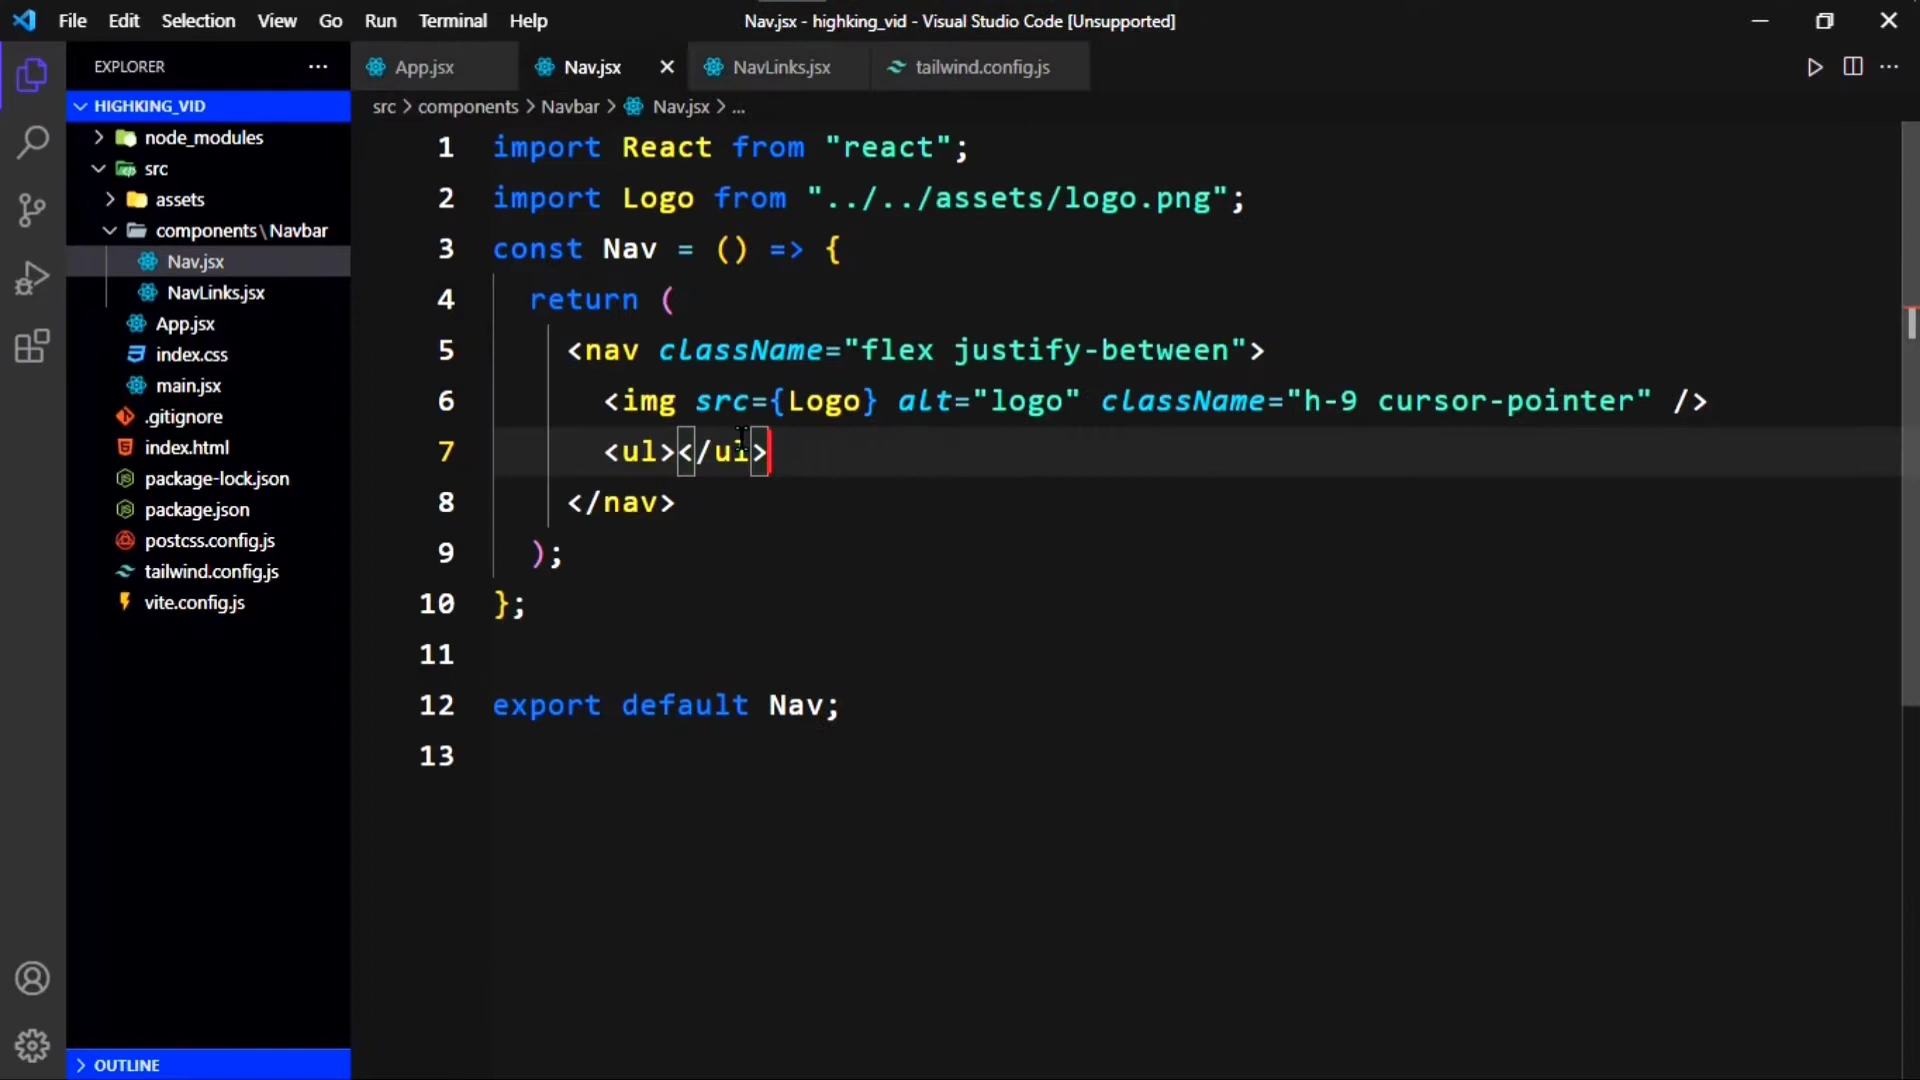 File Edit Selection View Go Run Terminal Help
Nav.jsx - highking_vid - Visual Studio Code [Unsupported]
EXPLORER
HIGHKING_VID
node_modules
src
assets
components\Navbar
Nav.jsx
NavLinks.jsx
App.jsx
index.css
main.jsx
.gitignore
index.html
package-lock.json
package.json
postcss.config.js
tailwind.config.js
vite.config.js
OUTLINE
App.jsx Nav.jsx NavLinks.jsx tailwind.config.js
src > components > Navbar > Nav.jsx > ...
1 import React from "react";
2 import Logo from "../../assets/logo.png";
3 const Nav = () => {
4 return (
5 <nav className="flex justify-between">
6 <img src={Logo} alt="logo" className="h-9 cursor-pointer" />
7 <ul></ul>
8 </nav>
9 );
10 };
11
12 export default Nav;
13